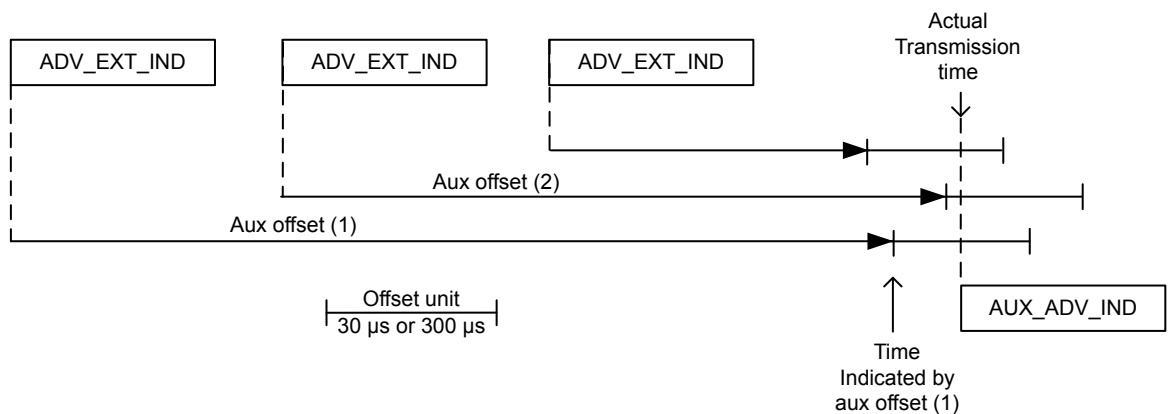 Actual
Transmission
time
ADV_EXT_IND
ADV_EXT_IND
ADV_EXT_IND
Aux offset (2)
Aux offset (1)
Offset unit
30 µs or 300 µs
AUX_ADV_IND
Time
Indicated by
aux offset (1)